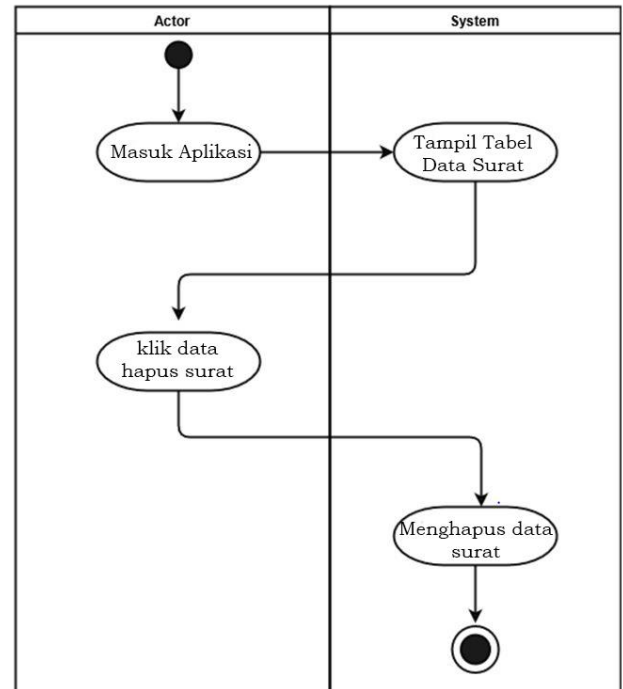 Actor
System
Masuk Aplikasi
Tampil Tabel
Data Surat
klik data
hapus surat
Menghapus data
surat